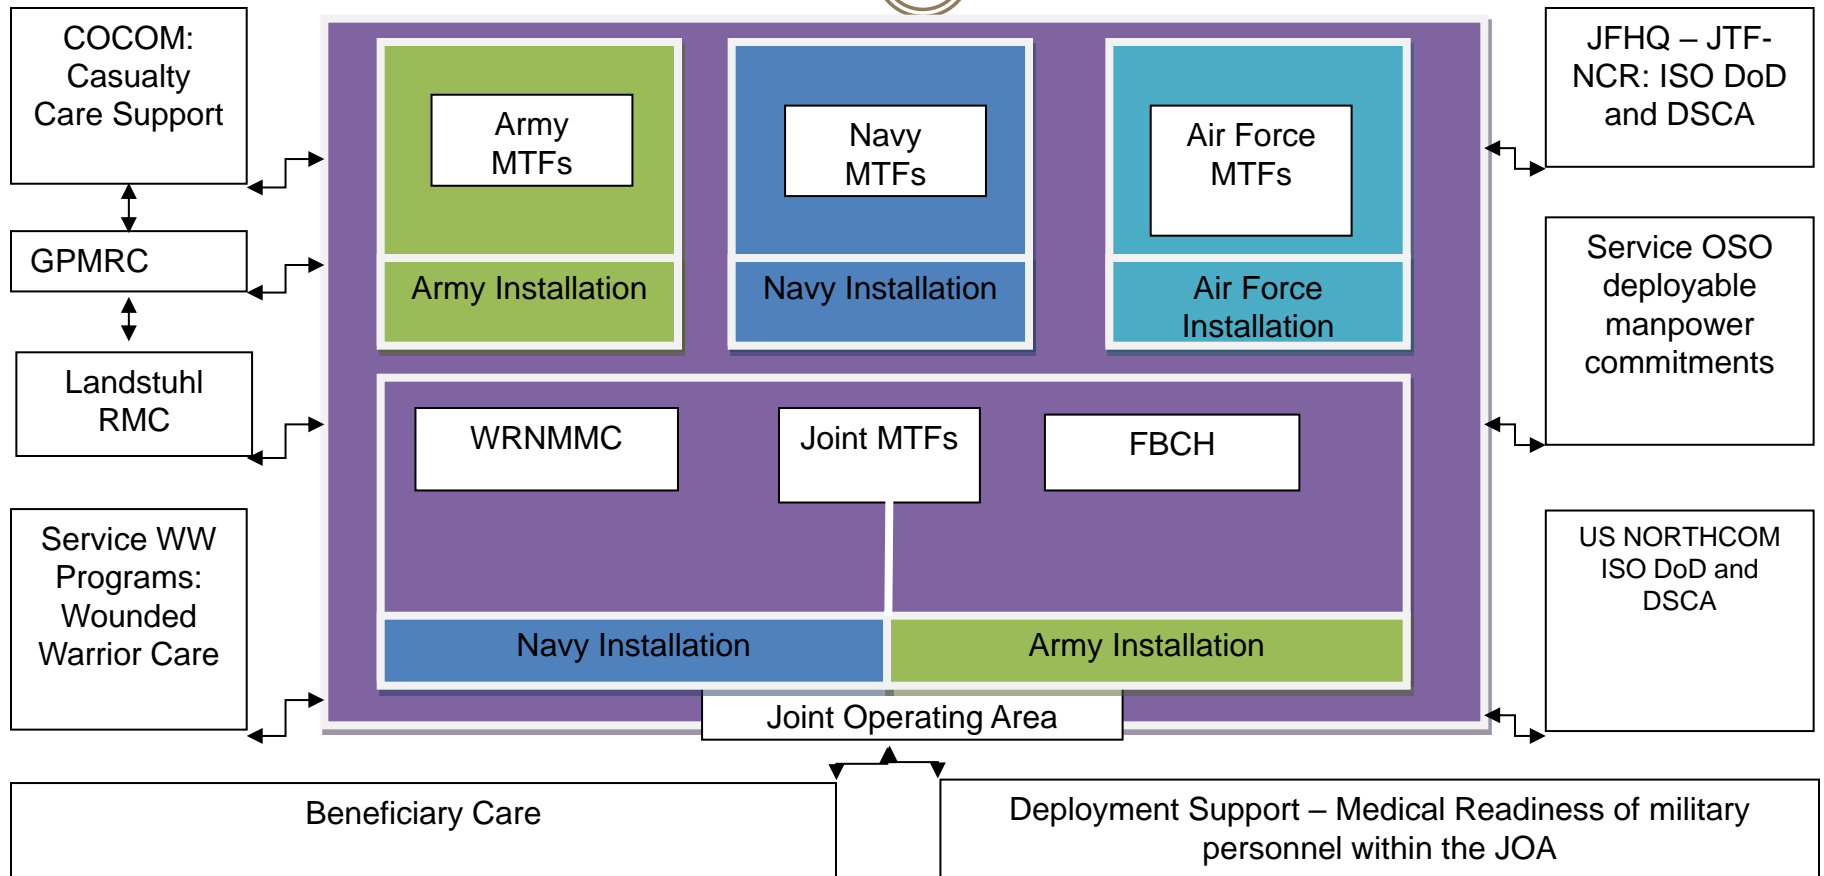 COCOM:
Casualty
Care Support
GPMRC
Landstuhl
RMC
Service WW
Programs:
Wounded
Warrior Care
Army
MTFs
Army Installation
Navy
MTFs
Navy Installation
Air Force
MTFs
Air Force
Installation
WRNMMC
Joint MTFs
FBCH
Navy Installation
Army Installation
Joint Operating Area
JFHQ – JTF-
NCR: ISO DoD
and DSCA
Service OSO
deployable
manpower
commitments
US NORTHCOM
ISO DoD and
DSCA
Beneficiary Care
Deployment Support – Medical Readiness of military
personnel within the JOA